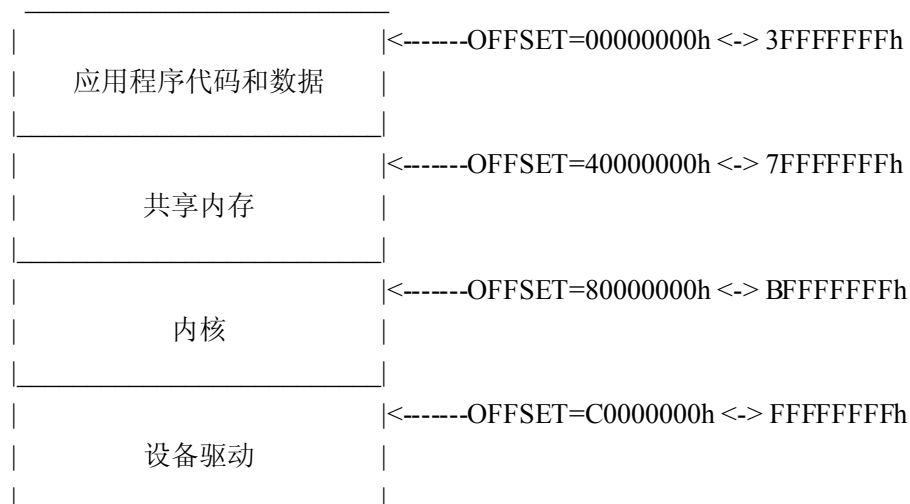 <-------OFFSET=00000000h <-> 3FFFFFFFh
应用程序代码和数据
<-------OFFSET=40000000h <-> 7FFFFFFFh
共享内存
<-------OFFSET=80000000h <-> BFFFFFFFh
内核
<-------OFFSET=C0000000h <-> FFFFFFFFh
设备驱动